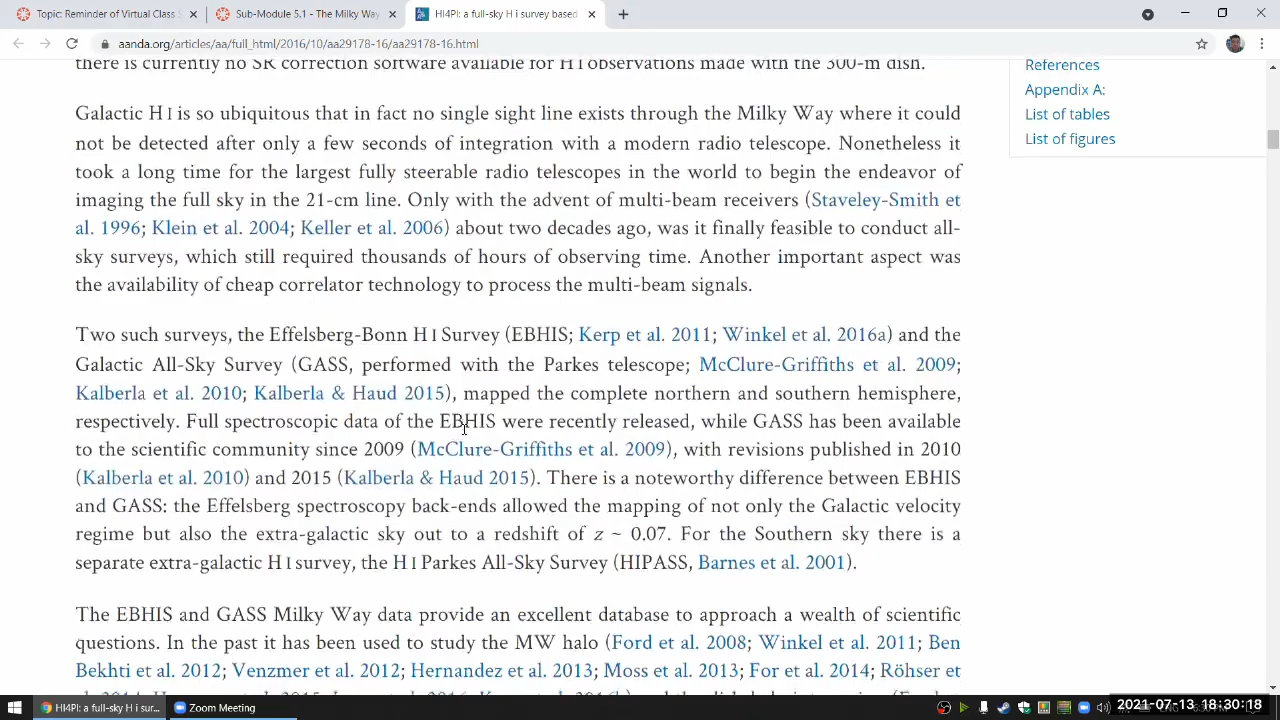 Topic: Reminder of Virtual Class S
Sub-Module 5.1 - The Milky Way
HI4PI: a full-sky H i survey based
aanda.org/articles/aa/full_html/2016/10/aa29178-16/aa29178-16.html
there is currently no SR correction software available for H I observations made with the 300-m dish.
References
Appendix A:
List of tables
List of figures
Galactic H I is so ubiquitous that in fact no single sight line exists through the Milky Way where it could
not be detected after only a few seconds of integration with a modern radio telescope. Nonetheless it
took a long time for the largest fully steerable radio telescopes in the world to begin the endeavor of
imaging the full sky in the 21-cm line. Only with the advent of multi-beam receivers (Staveley-Smith et
al. 1996; Klein et al. 2004; Keller et al. 2006) about two decades ago, was it finally feasible to conduct all-
sky surveys, which still required thousands of hours of observing time. Another important aspect was
the availability of cheap correlator technology to process the multi-beam signals.
Two such surveys, the Effelsberg-Bonn H I Survey (EBHIS; Kerp et al. 2011; Winkel et al. 2016a) and the
Galactic All-Sky Survey (GASS, performed with the Parkes telescope; McClure-Griffiths et al. 2009;
Kalberla et al. 2010; Kalberla & Haud 2015), mapped the complete northern and southern hemisphere,
respectively. Full spectroscopic data of the EBHIS were recently released, while GASS has been available
to the scientific community since 2009 (McClure-Griffiths et al. 2009), with revisions published in 2010
(Kalberla et al. 2010) and 2015 (Kalberla & Haud 2015). There is a noteworthy difference between EBHIS
and GASS: the Effelsberg spectroscopy back-ends allowed the mapping of not only the Galactic velocity
regime but also the extra-galactic sky out to a redshift of z ~ 0.07. For the Southern sky there is a
separate extra-galactic H I survey, the H I Parkes All-Sky Survey (HIPASS, Barnes et al. 2001).
The EBHIS and GASS Milky Way data provide an excellent database to approach a wealth of scientific
questions. In the past it has been used to study the MW halo (Ford et al. 2008; Winkel et al. 2011; Ben
Bekhti et al. 2012; Venzmer et al. 2012; Hernandez et al. 2013; Moss et al. 2013; For et al. 2014; Röhser et
HI4PI: a full-sky H i sur...
Zoom Meeting
2021-07-13 18:30:18